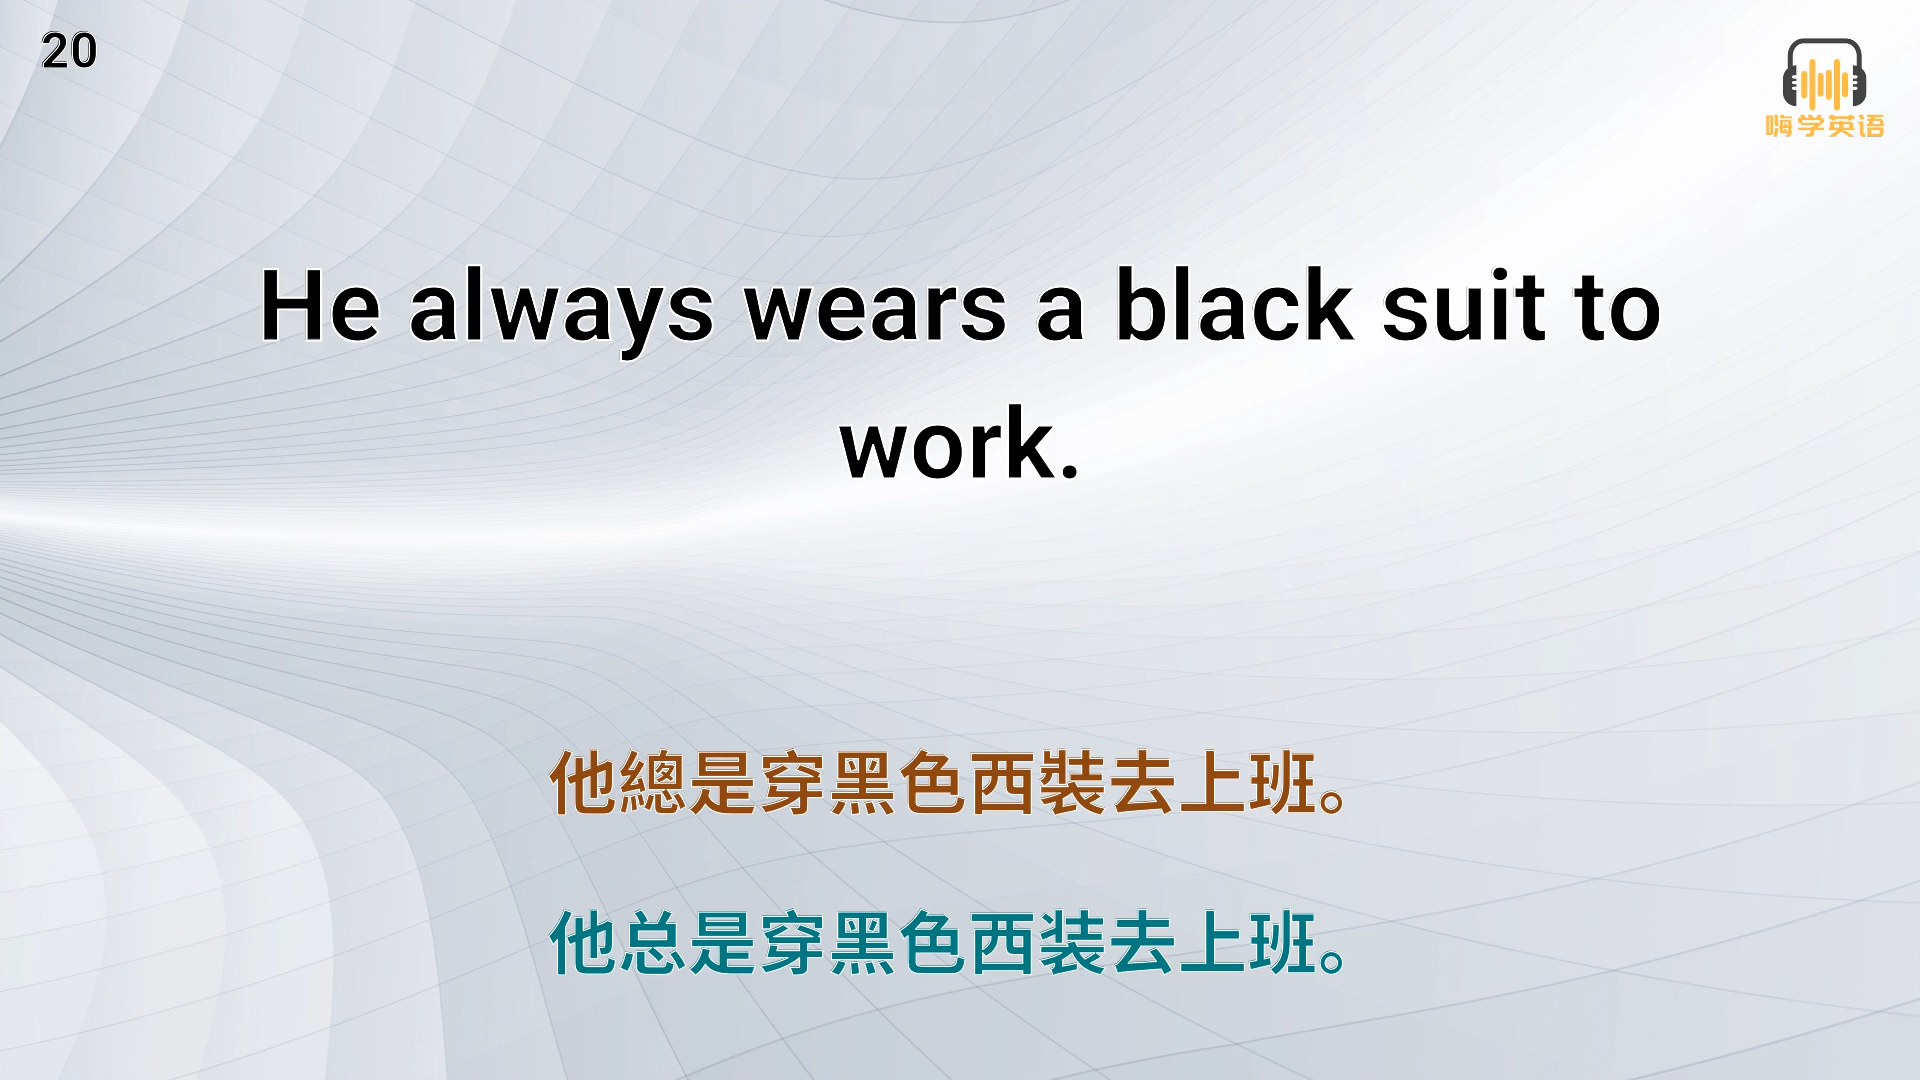 20
嗨学英语
He always wears a black suit to
work.
他總是穿黑色西裝去上班。
他总是穿黑色西装去上班。